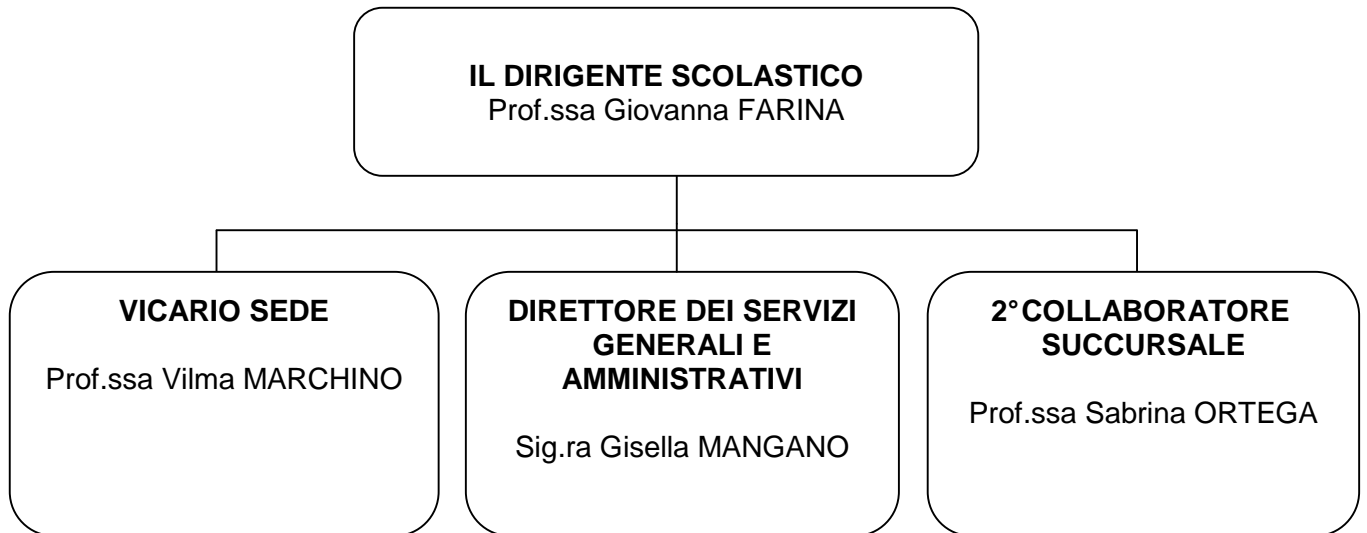 IL DIRIGENTE SCOLASTICO
Prof.ssa Giovanna FARINA
VICARIO SEDE
Prof.ssa Vilma MARCHINO
DIRETTORE DEI SERVIZI
GENERALI E
AMMINISTRATIVI
Sig.ra Gisella MANGANO
2° COLLABORATORE
SUCCURSALE
Prof.ssa Sabrina ORTEGA